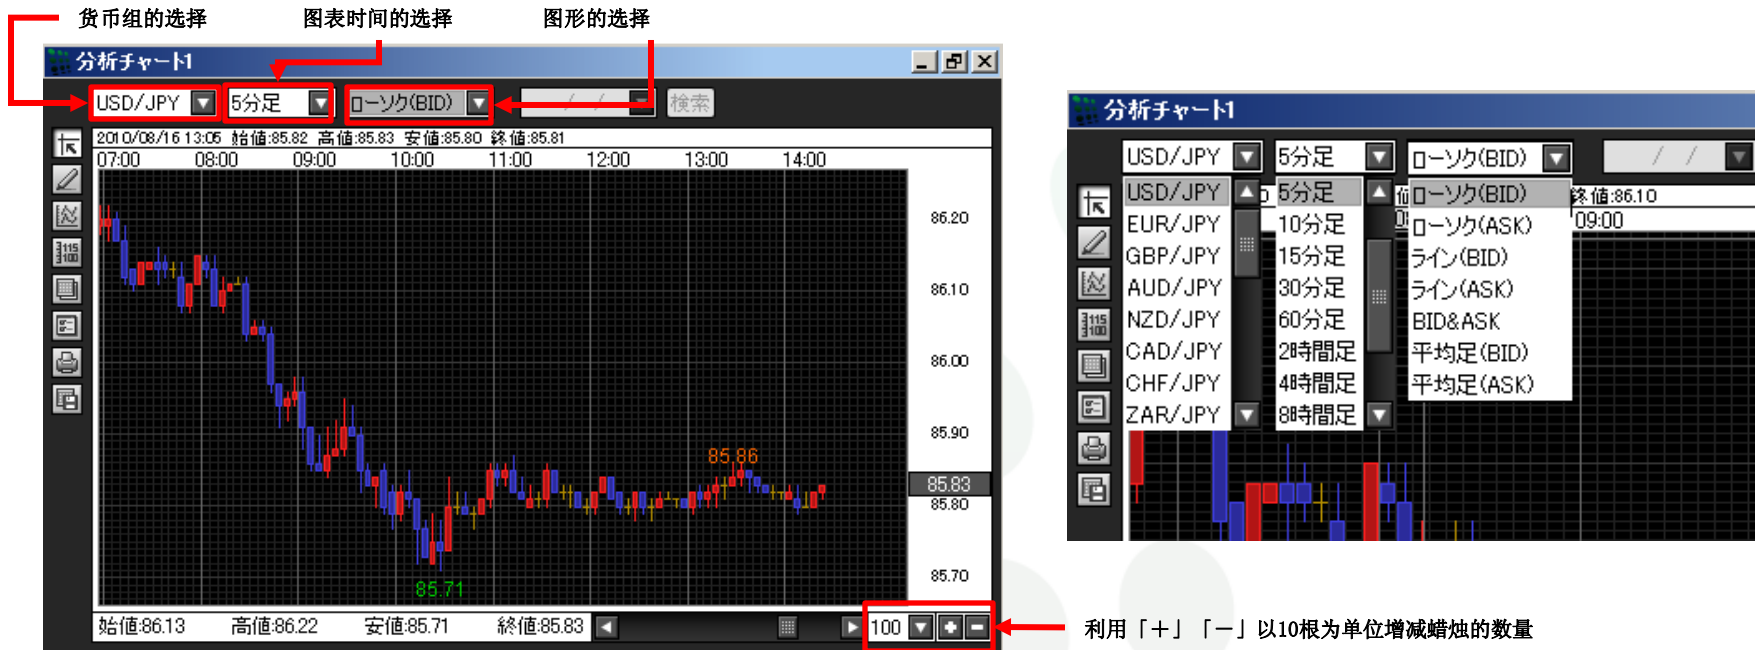 货币组的选择
图表时间的选择
图形的选择
分析チャート1
USD/JPY
5分足
ローソク(BID)
/ /
検索
2010/08/16 13:05 始値:85.82 高値:85.83 安値:85.80 終値:85.81
07:00 08:00 09:00 10:00 11:00 12:00 13:00 14:00
86.20
86.10
86.00
85.90
85.86
85.83
85.80
85.71
85.70
115
100
始値:86.13 高値:86.22 安値:85.71 終値:85.83
100
分析チャート1
USD/JPY
5分足
ローソク(BID)
/ /
USD/JPY
EUR/JPY
GBP/JPY
AUD/JPY
NZD/JPY
CAD/JPY
CHF/JPY
ZAR/JPY
5分足
10分足
15分足
30分足
60分足
2時間足
4時間足
8時間足
ローソク(BID)
ローソク(ASK)
ライン(BID)
ライン(ASK)
BID&ASK
平均足(BID)
平均足(ASK)
終値:86.10
09:00
115
100
利用「＋」「－」以10根为单位增减蜡烛的数量